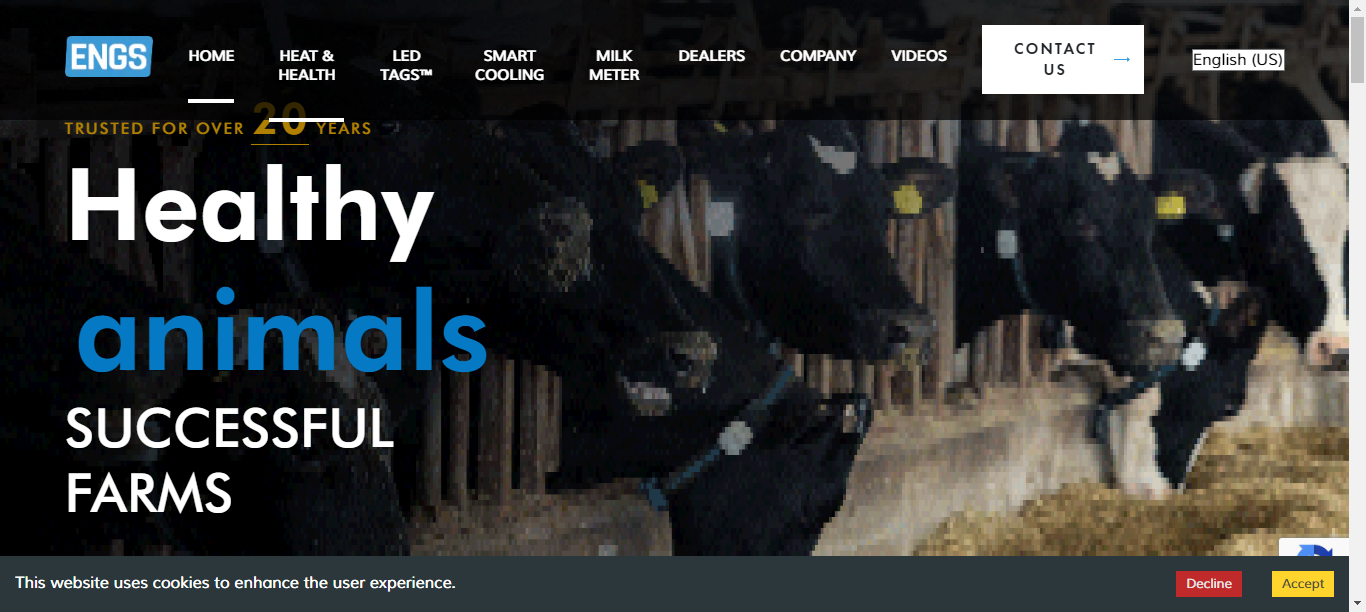 ENGS
HOME
HEAT &
HEALTH
LED
TAGS™
SMART
COOLING
MILK
METER
DEALERS
COMPANY
VIDEOS
CONTACT
US
English (US)
TRUSTED FOR OVER 20 YEARS
Healthy
animals
SUCCESSFUL
FARMS
This website uses cookies to enhance the user experience.
Decline
Accept